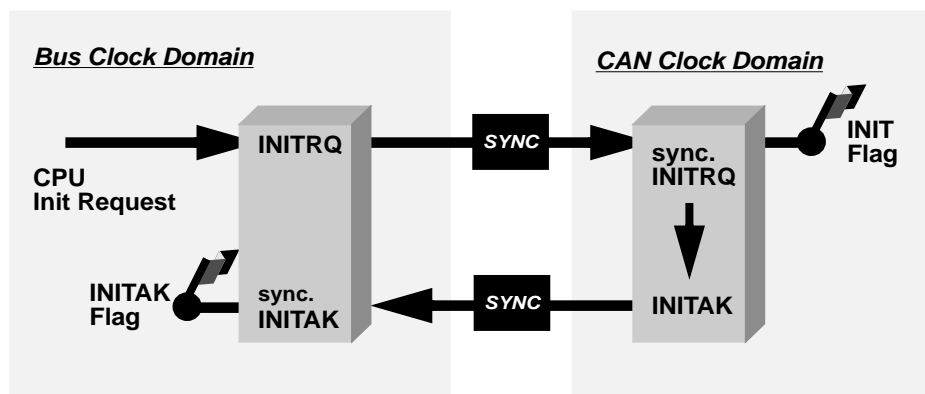 Bus Clock Domain
CAN Clock Domain
INITRQ
SYNC
sync.
INITRQ
INIT
Flag
CPU
Init Request
INITAK
Flag
sync.
INITAK
SYNC
INITAK